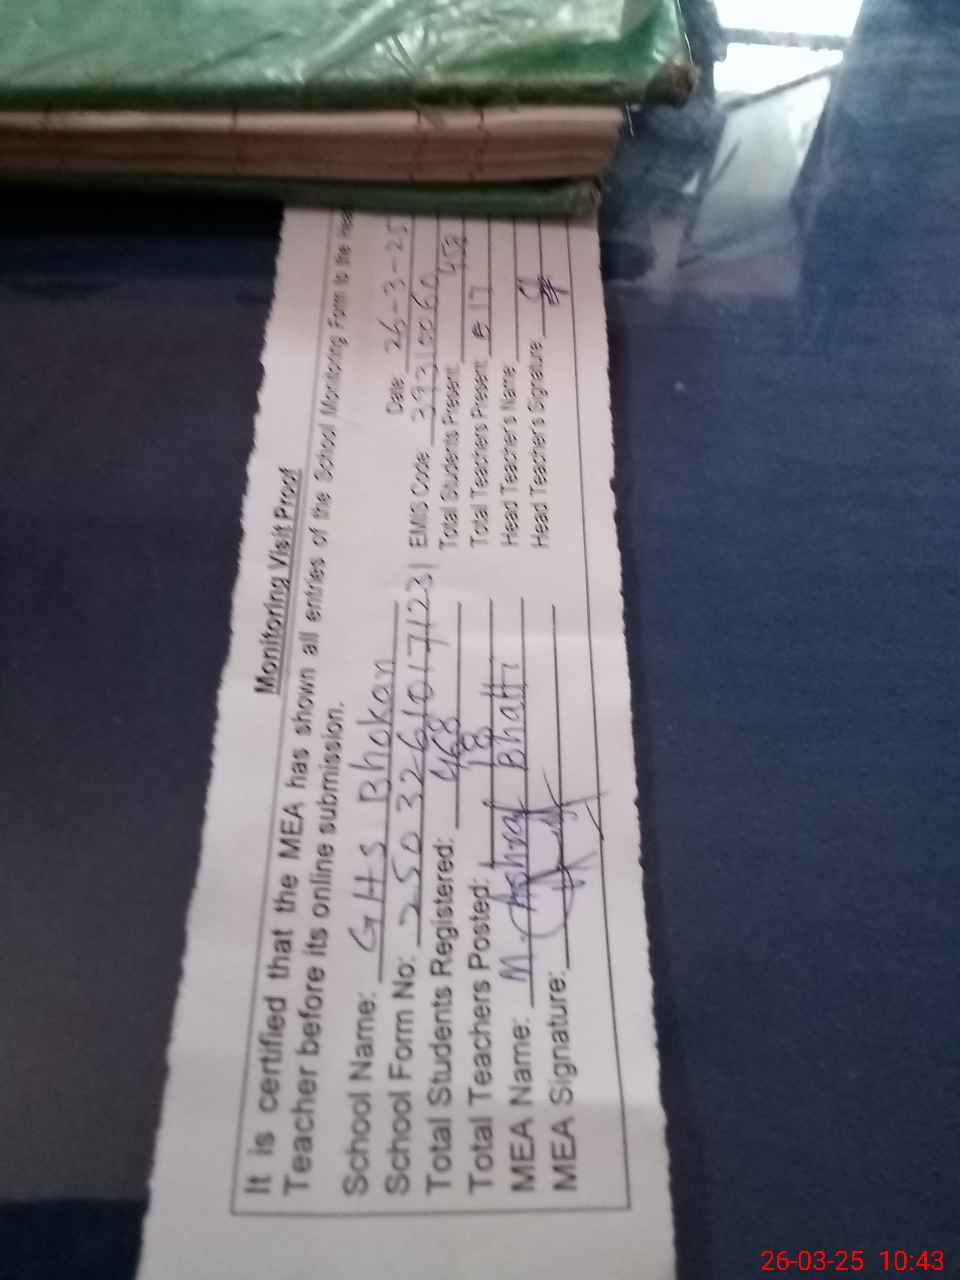 Monitoring Visit Proof
It is certified that the MEA has shown all entries of the School Monitoring Form to the Head
Teacher before its online submission.
School Name: GHS Bhokan Date: 26-3-25
School Form No: 25032610171231 EMIS Code:
Total Students Registered: 468 Total Students Present: 458
Total Teachers Posted: 18 Total Teachers Present: 17
MEA Name: M. Ashraf Bhatti Head Teacher's Name:
MEA Signature: Head Teacher's Signature:
26-03-25 10:43